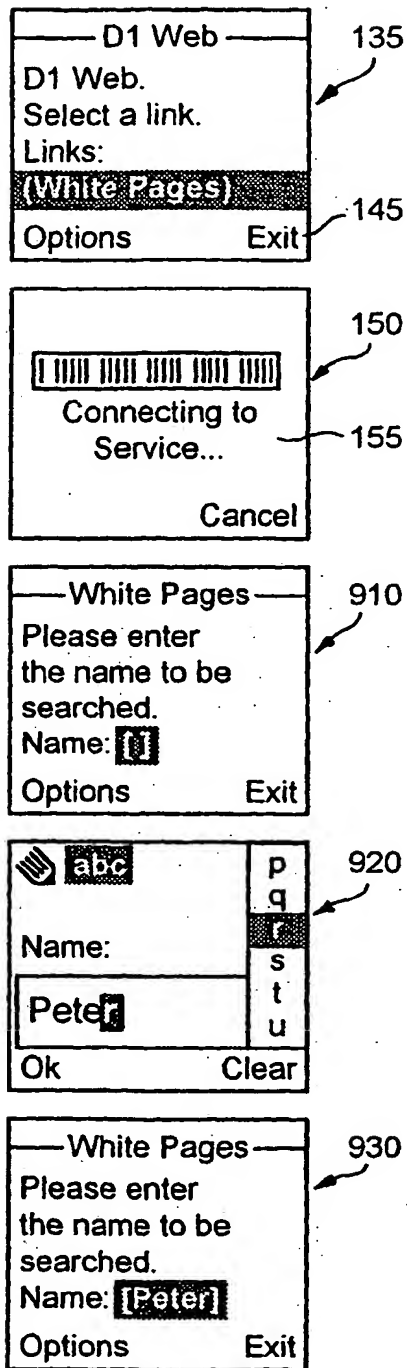 D1 Web
135
D1 Web.
Select a link.
Links:
(White Pages)
145
Options Exit
150
Connecting to
155
Service...
Cancel
White Pages
910
Please enter
the name to be
searched.
Name: [ ]
Options Exit
abc
p
920
q
r
Name:
s
t
Peter
u
Ok Clear
White Pages
930
Please enter
the name to be
searched.
Name: [Peter]
Options Exit